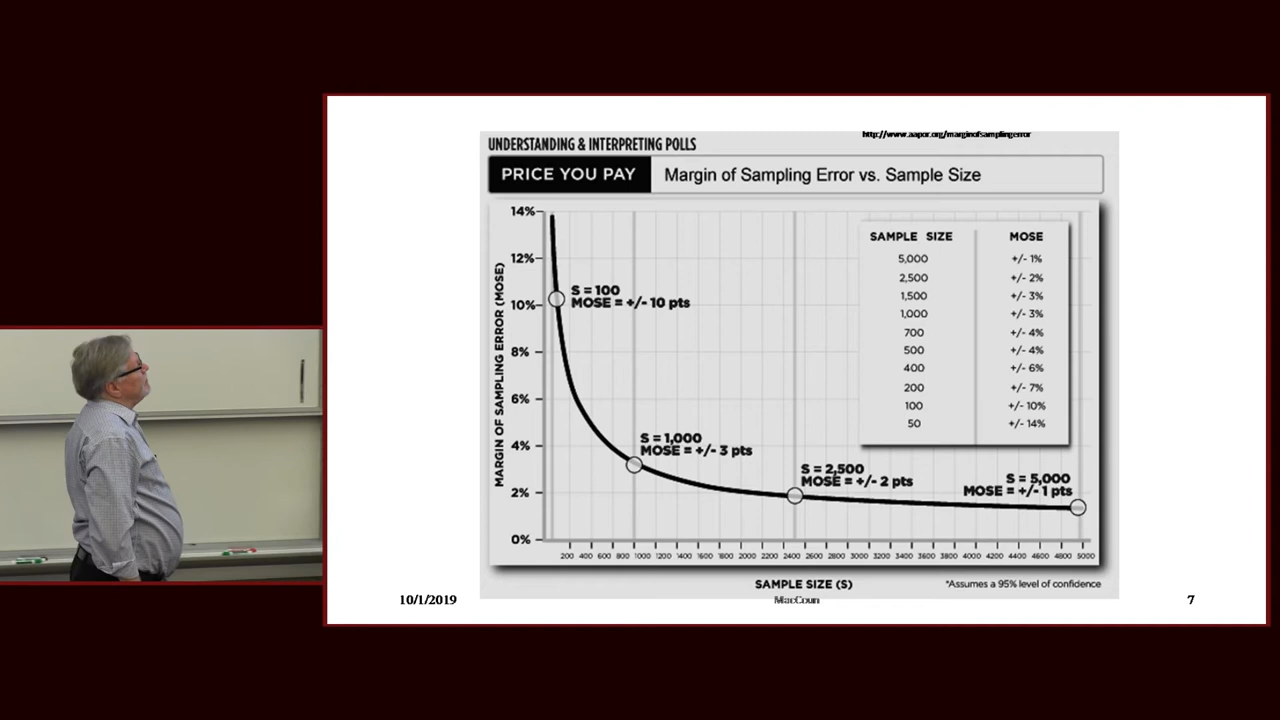 http://www.aapor.org/marginofsamplingerror
UNDERSTANDING & INTERPRETING POLLS
PRICE YOU PAY
Margin of Sampling Error vs. Sample Size
MARGIN OF SAMPLING ERROR (MOSE)
14%
12%
10%
8%
6%
4%
2%
0%
S = 100
MOSE = +/- 10 pts
S = 1,000
MOSE = +/- 3 pts
S = 2,500
MOSE = +/- 2 pts
S = 5,000
MOSE = +/- 1 pts
SAMPLE SIZE MOSE
5,000 +/- 1%
2,500 +/- 2%
1,500 +/- 3%
1,000 +/- 3%
700 +/- 4%
500 +/- 4%
400 +/- 6%
200 +/- 7%
100 +/- 10%
50 +/- 14%
200 400 600 800 1000 1200 1400 1600 1800 2000 2200 2400 2600 2800 3000 3200 3400 3600 3800 4000 4200 4400 4600 4800 5000
SAMPLE SIZE (S)
*Assumes a 95% level of confidence
10/1/2019
MacCoun
7